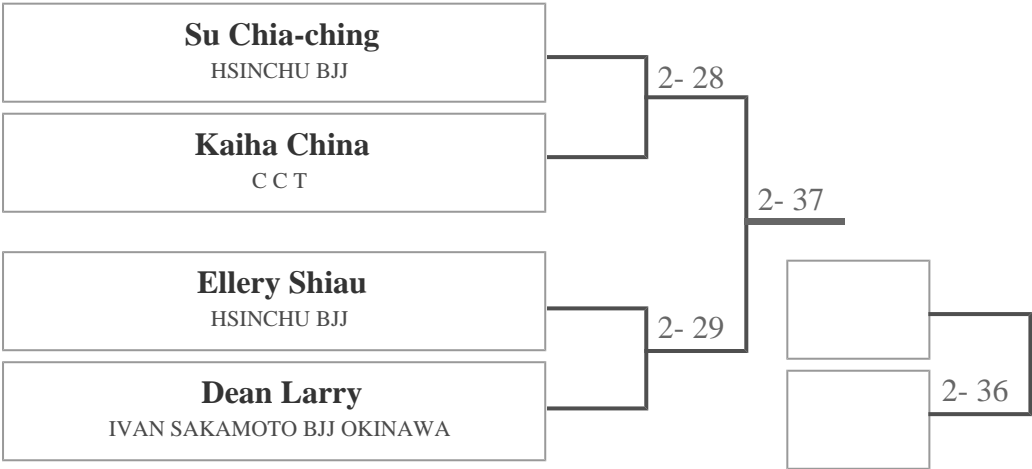 Su Chia-ching
HSINCHU BJJ
2- 28
Kaiha China
C C T
2- 37
Ellery Shiau
HSINCHU BJJ
2- 29
Dean Larry
IVAN SAKAMOTO BJJ OKINAWA
2- 36